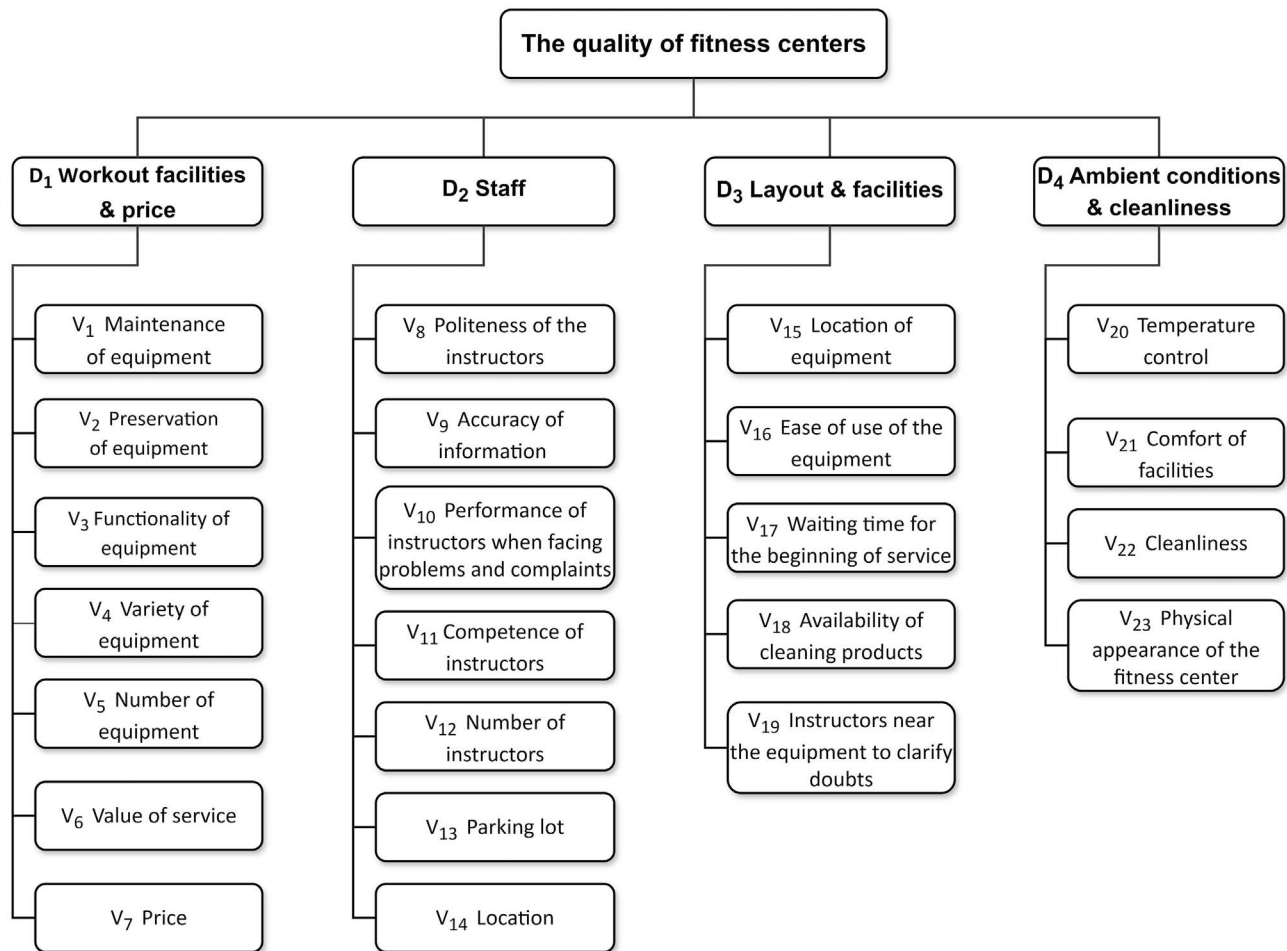 The quality of fitness centers
D1 Workout facilities
& price
D2 Staff
D3 Layout & facilities
D4 Ambient conditions
& cleanliness
V1 Maintenance
of equipment
V2 Preservation
of equipment
V3 Functionality of
equipment
V4 Variety of
equipment
V5 Number of
equipment
V6 Value of service
V7 Price
V8 Politeness of the
instructors
V9 Accuracy of
information
V10 Performance of
instructors when facing
problems and complaints
V11 Competence of
instructors
V12 Number of
instructors
V13 Parking lot
V14 Location
V15 Location of
equipment
V16 Ease of use of the
equipment
V17 Waiting time for
the beginning of service
V18 Availability of
cleaning products
V19 Instructors near
the equipment to clarify
doubts
V20 Temperature
control
V21 Comfort of
facilities
V22 Cleanliness
V23 Physical
appearance of the
fitness center